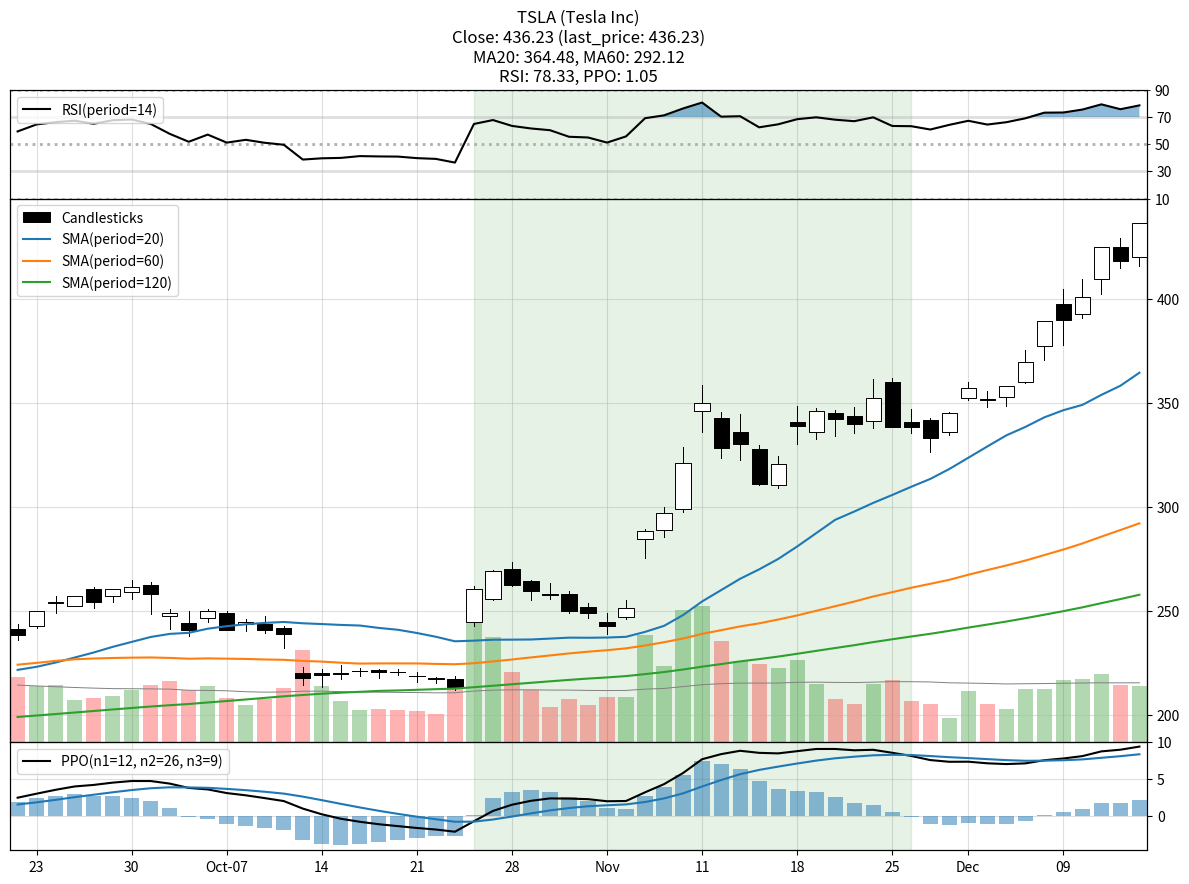 TSLA (Tesla Inc)
Close: 436.23 (last_price: 436.23)
MA20: 364.48, MA60: 292.12
RSI: 78.33, PPO: 1.05
RSI(period=14)
90
70
50
30
10
Candlesticks
SMA(period=20)
SMA(period=60)
SMA(period=120)
400
350
300
250
200
PPO(n1=12, n2=26, n3=9)
10
5
0
23 30 Oct-07 14 21 28 Nov 11 18 25 Dec 09